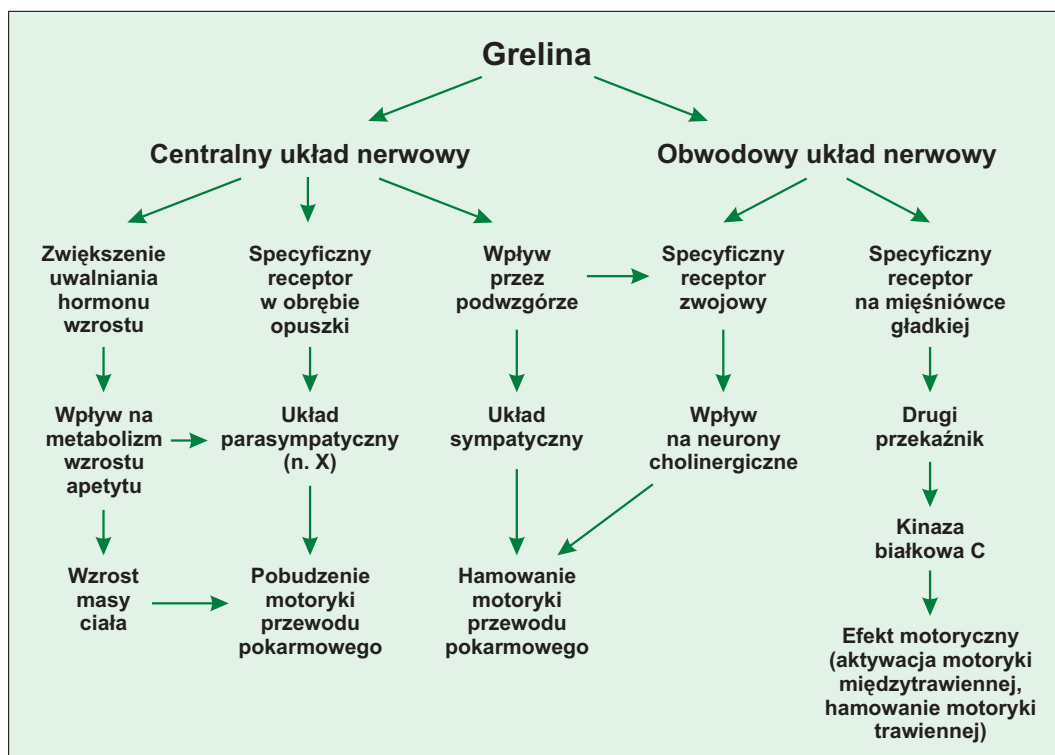 Grelina
Centralny układ nerwowy
Obwodowy układ nerwowy
Zwiększenie
uwalniania
hormonu
wzrostu
Specyficzny
receptor
w obrębie
opuszki
Wpływ
przez
podwzgórze
Specyficzny
receptor
zwojowy
Specyficzny
receptor
na mięśniówce
gładkiej
Wpływ na
metabolizm
wzrostu
apetytu
Układ
parasympatyczny
(n. X)
Układ
sympatyczny
Wpływ
na neurony
cholinergiczne
Drugi
przekaźnik
Kinaza
białkowa C
Wzrost
masy
ciała
Pobudzenie
motoryki
przewodu
pokarmowego
Hamowanie
motoryki
przewodu
pokarmowego
Efekt motoryczny
(aktywacja motoryki
międzytrawiennej,
hamowanie motoryki
trawiennej)